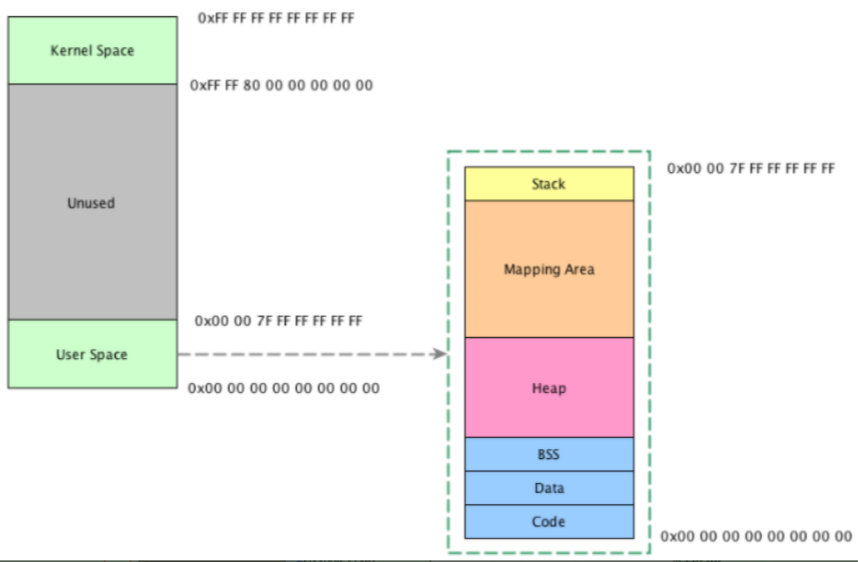 0xFF FF FF FF FF FF FF FF
Kernel Space
0xFF FF 80 00 00 00 00 00
Unused
0x00 00 7F FF FF FF FF FF
User Space
0x00 00 00 00 00 00 00 00
0x00 00 7F FF FF FF FF FF
Stack
Mapping Area
Heap
BSS
Data
Code
0x00 00 00 00 00 00 00 00